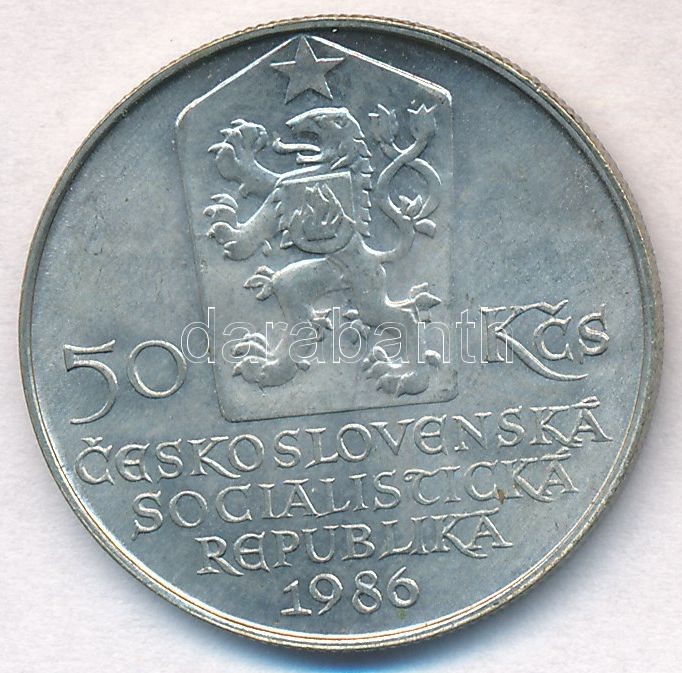 50 Kčs
darabanth
ČESKOSLOVENSKÁ
SOCIALISTICKÁ
REPUBLIKA
1986